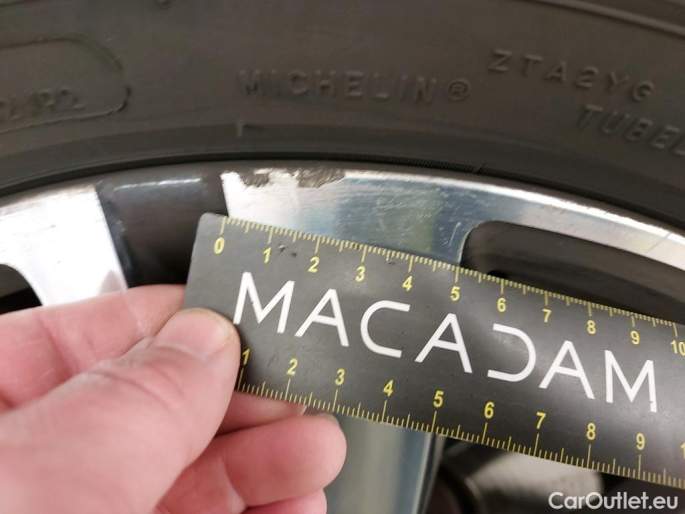 MICHELIN®
ZTA2YG
0 1 2 3 4 5 6 7 8 9 10
MACADAM
1 2 3 4 5 6 7 8 9
CarOutlet.eu